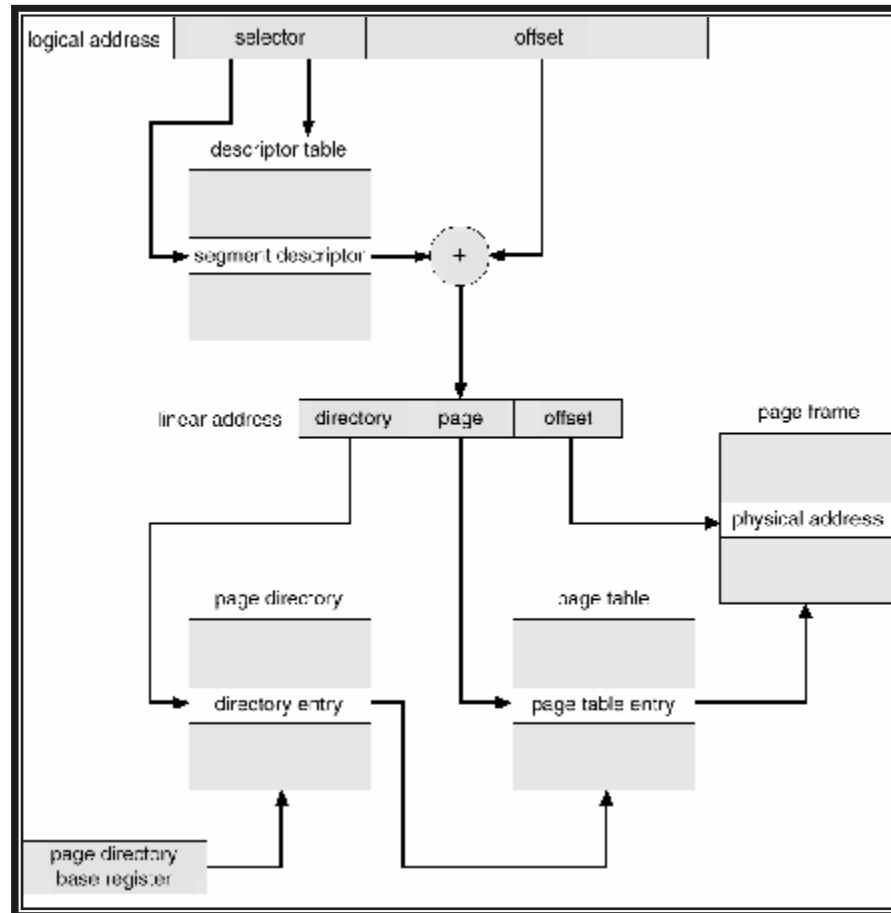 logical address
selector
offset
descriptor table
segment descriptor
+
linear address
directory
page
offset
page frame
physical address
page directory
page table
directory entry
page table entry
page directory
base register